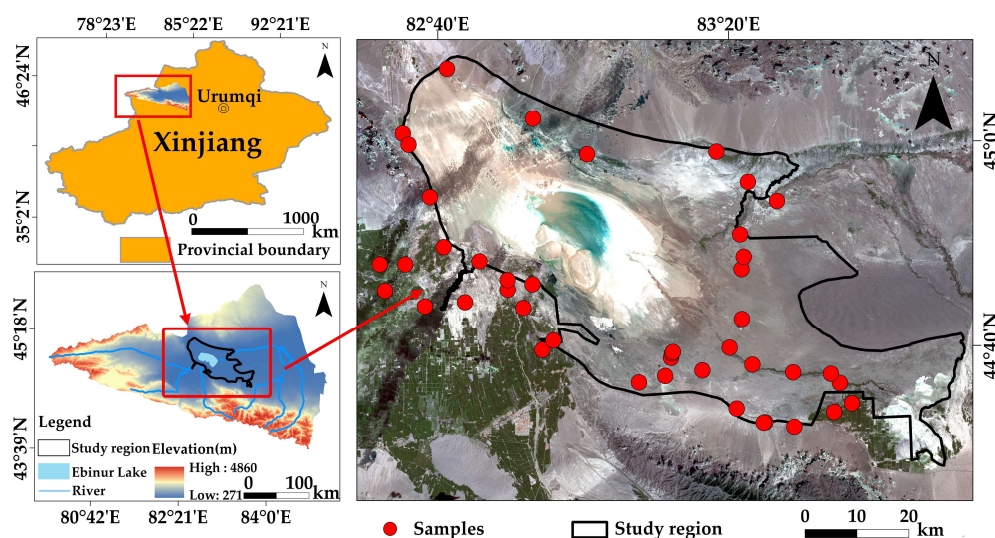 78°23'E 85°22'E 92°21'E
46°24'N
35°2'N
N
Urumqi
Xinjiang
0 1000
km
Provincial boundary
45°18'N
43°39'N
N
Legend
Study region Elevation(m)
Ebinur Lake
River
High : 4860
Low: 271
0 100
km
80°42'E 82°21'E 84°0'E
82°40'E 83°20'E
N
45°0'N
44°40'N
Samples
Study region
0 10 20
km